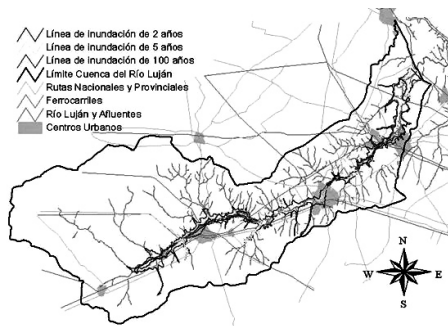 Línea de Inundación de 2 años
Línea de Inundación de 5 años
Línea de Inundación de 100 años
Límite Cuenca del Río Luján
Rutas Nacionales y Provinciales
Ferrocarriles
Río Luján y Afluentes
Centros Urbanos
N
W E
S